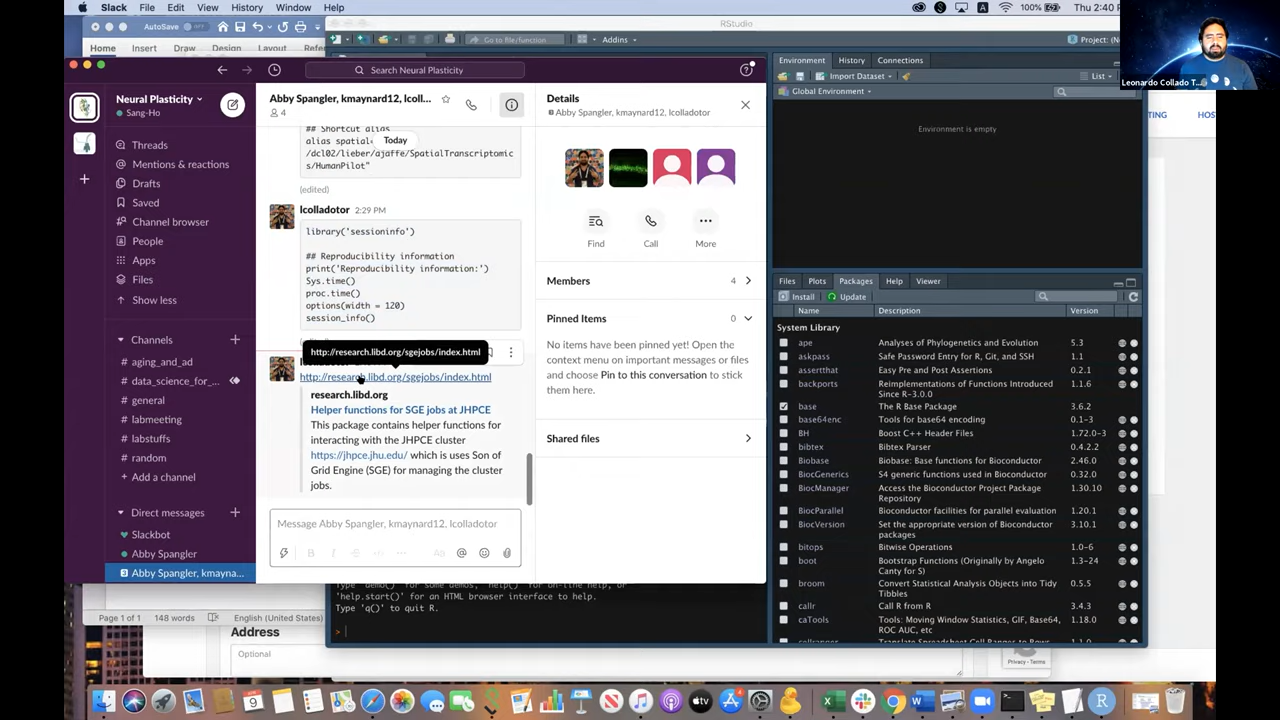 Slack File Edit View History Window Help
100% Thu 2:40 P
AutoSave
Home Insert Draw Design Layout
RStudio
Go to file/function Addins
Project: (N
Leonardo Collado T...
Search Neural Plasticity
Neural Plasticity
Sang-Ho
Threads
Mentions & reactions
Drafts
Saved
Channel browser
People
Apps
Files
Show less
Channels
# aging_and_ad
# data_science_for_...
# general
# labmeeting
# labstuffs
# random
Add a channel
Direct messages
Slackbot
Abby Spangler
3 Abby Spangler, kmayna...
Abby Spangler, kmaynard12, lcoll...
4
## Shortcut alias
alias spatial
Today
/dcl02/lieber/ajaffe/SpatialTranscriptomic
s/HumanPilot"
(edited)
lcolladotor 2:29 PM
library('sessioninfo')
## Reproducibility information
print('Reproducibility information:')
Sys.time()
proc.time()
options(width = 120)
session_info()
http://research.libd.org/sgejobs/index.html
http://research.libd.org/sgejobs/index.html
research.libd.org
Helper functions for SGE jobs at JHPCE
This package contains helper functions for
interacting with the JHPCE cluster
https://jhpce.jhu.edu/ which is uses Son of
Grid Engine (SGE) for managing the cluster
jobs.
Message Abby Spangler, kmaynard12, lcolladotor
Details
Abby Spangler, kmaynard12, lcolladotor
Find Call More
Members 4
Pinned Items 0
No items have been pinned yet! Open the
context menu on important messages or files
and choose Pin to this conversation to stick
them here.
Shared files
Environment History Connections
Import Dataset List
Global Environment
Environment is empty
Files Plots Packages Help Viewer
Install Update
Name Description Version
System Library
ape Analyses of Phylogenetics and Evolution 5.3
askpass Safe Password Entry for R, Git, and SSH 1.1
assertthat Easy Pre and Post Assertions 0.2.1
backports Reimplementations of Functions Introduced Since R-3.0.0 1.1.6
base The R Base Package 3.6.2
base64enc Tools for base64 encoding 0.1-3
BH Boost C++ Header Files 1.72.0-3
bibtex Bibtex Parser 0.4.2.2
Biobase Biobase: Base functions for Bioconductor 2.46.0
BiocGenerics S4 generic functions used in Bioconductor 0.32.0
BiocManager Access the Bioconductor Project Package Repository 1.30.10
BiocParallel Bioconductor facilities for parallel evaluation 1.20.1
BiocVersion Set the appropriate version of Bioconductor packages 3.10.1
bitops Bitwise Operations 1.0-6
boot Bootstrap Functions (Originally by Angelo Canty for S) 1.3-24
broom Convert Statistical Analysis Objects into Tidy Tibbles 0.5.5
callr Call R from R 3.4.3
caTools Tools: Moving Window Statistics, GIF, Base64, ROC AUC, etc 1.18.0
TING HOS
'help.start()' for an HTML browser interface to help.
Type 'q()' to quit R.
>
Page 1 of 1 148 words English (United States)
Address
Optional
Privacy - Terms